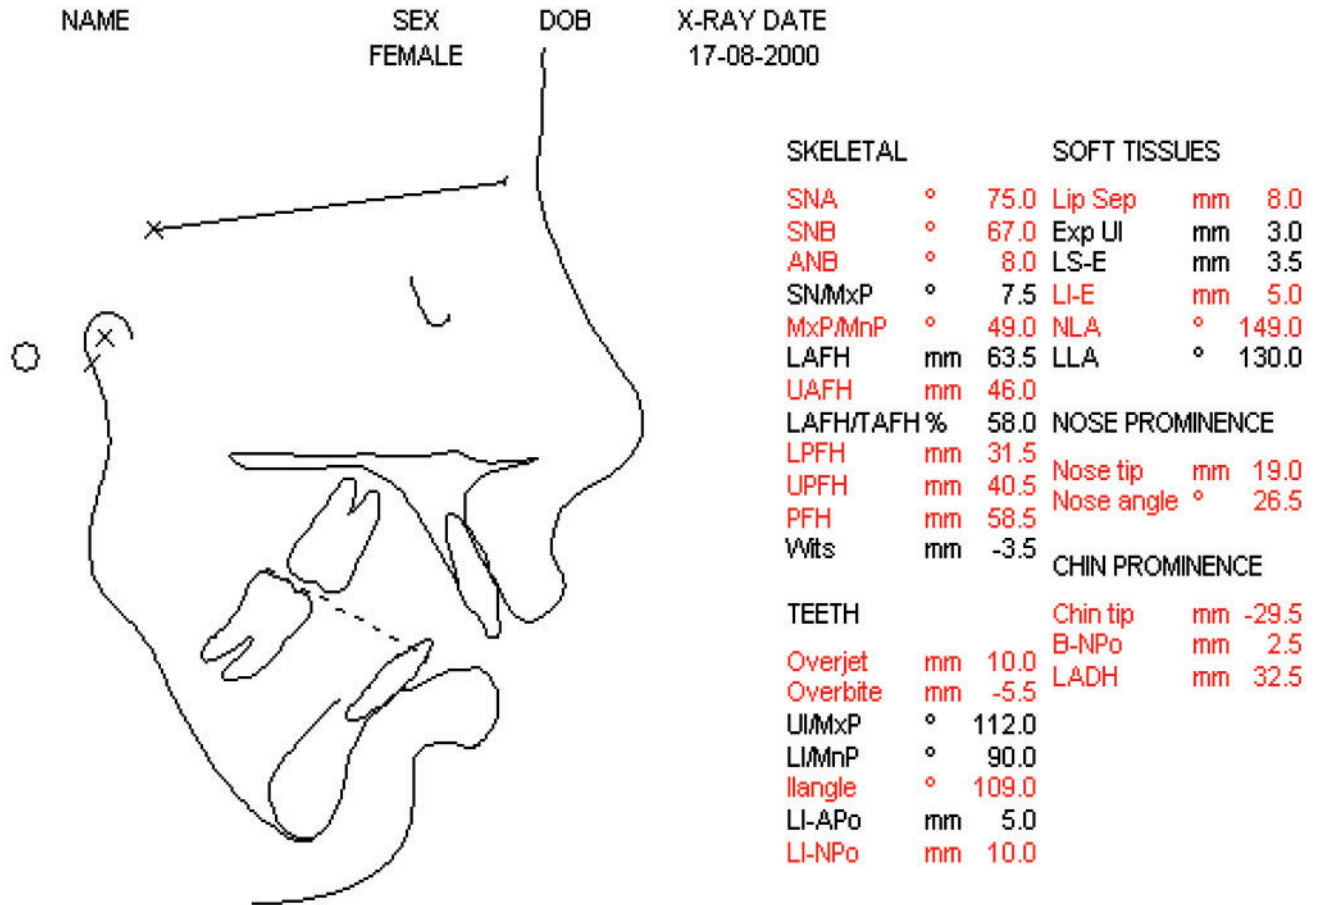 NAME SEX DOB X-RAY DATE
FEMALE 17-08-2000
SKELETAL
SNA ° 75.0
SNB ° 67.0
ANB ° 8.0
SN/MxP ° 7.5
MxP/MnP ° 49.0
LAFH mm 63.5
UAFH mm 46.0
LAFH/TAFH % 58.0
LPFH mm 31.5
UPFH mm 40.5
PFH mm 58.5
Wits mm -3.5
TEETH
Overjet mm 10.0
Overbite mm -5.5
UI/MxP ° 112.0
LI/MnP ° 90.0
IIangle ° 109.0
LI-APo mm 5.0
LI-NPo mm 10.0
SOFT TISSUES
Lip Sep mm 8.0
Exp UI mm 3.0
LS-E mm 3.5
LI-E mm 5.0
NLA ° 149.0
LLA ° 130.0
NOSE PROMINENCE
Nose tip mm 19.0
Nose angle ° 26.5
CHIN PROMINENCE
Chin tip mm -29.5
B-NPo mm 2.5
LADH mm 32.5